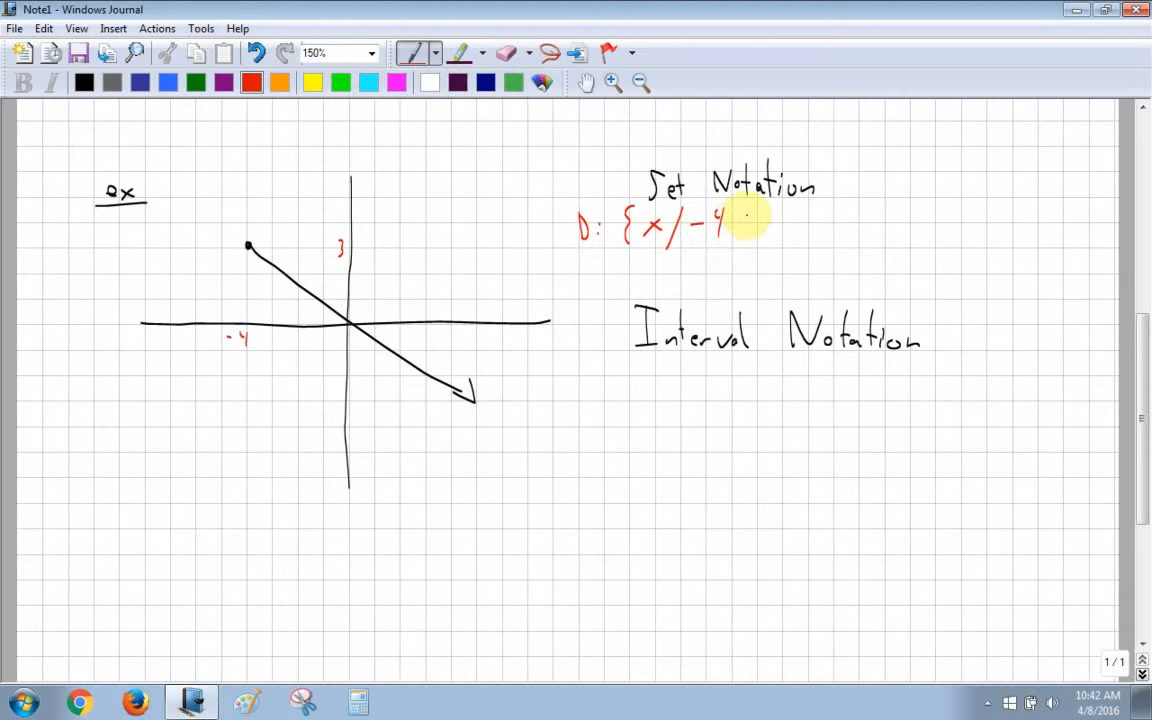 Note1 - Windows Journal
File Edit View Insert Actions Tools Help
150%
B I
ex
Set Notation
D: { x / - 4
3
Interval Notation
- 4
1 / 1
10:42 AM
4/8/2016